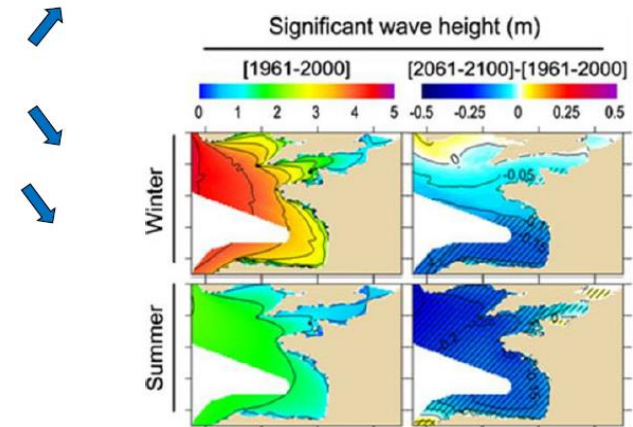 Significant wave height (m)
[1961-2000] [2061-2100]-[1961-2000]
0 1 2 3 4 5 -0.5 -0.25 0 0.25 0.5
Winter
0
-0.05
Summer